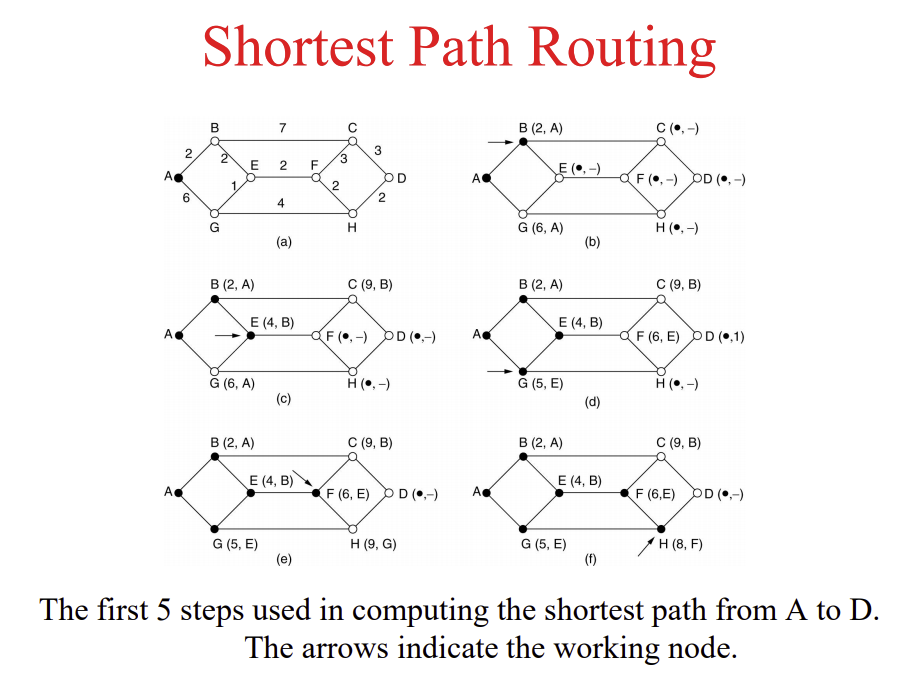 Shortest Path Routing
B 7 C
2 2 3 3
A E 2 F D
6 1 2 2
4
G H
(a)
B (2, A) C (•, –)
E (•, –)
A F (•, –) D (•, –)
G (6, A) H (•, –)
(b)
B (2, A) C (9, B)
E (4, B)
A F (•, –) D (•,–)
G (6, A) H (•, –)
(c)
B (2, A) C (9, B)
E (4, B)
A F (6, E) D (•,1)
G (5, E) H (•, –)
(d)
B (2, A) C (9, B)
E (4, B)
A F (6, E) D (•,–)
G (5, E) H (9, G)
(e)
B (2, A) C (9, B)
E (4, B)
A F (6,E) D (•,–)
G (5, E) H (8, F)
(f)
The first 5 steps used in computing the shortest path from A to D.
The arrows indicate the working node.